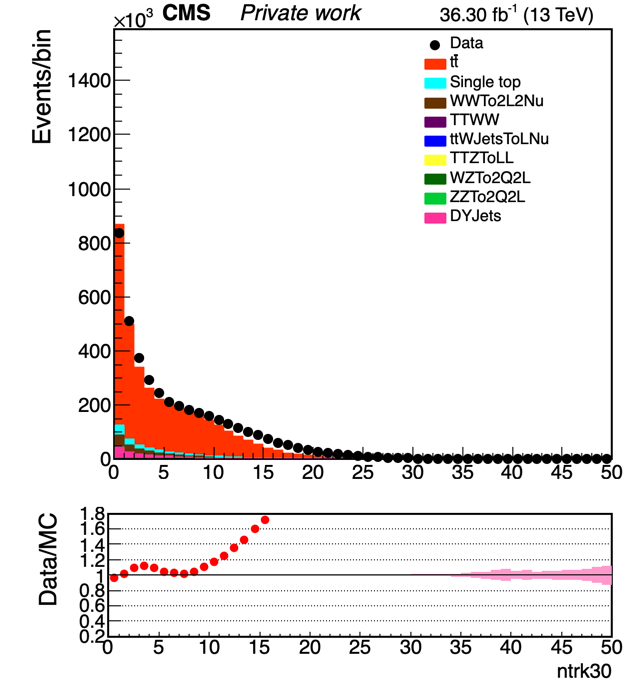 ×10³ CMS Private work 36.30 fb⁻¹ (13 TeV)
Events/bin
1400
1200
1000
800
600
400
200
0
Data
tt̄
Single top
WWTo2L2Nu
TTWW
ttWJetsToLNu
TTZToLL
WZTo2Q2L
ZZTo2Q2L
DYJets
0 5 10 15 20 25 30 35 40 45 50
Data/MC
1.8
1.6
1.4
1.2
1
0.8
0.6
0.4
0.2
0 5 10 15 20 25 30 35 40 45 50
ntrk30